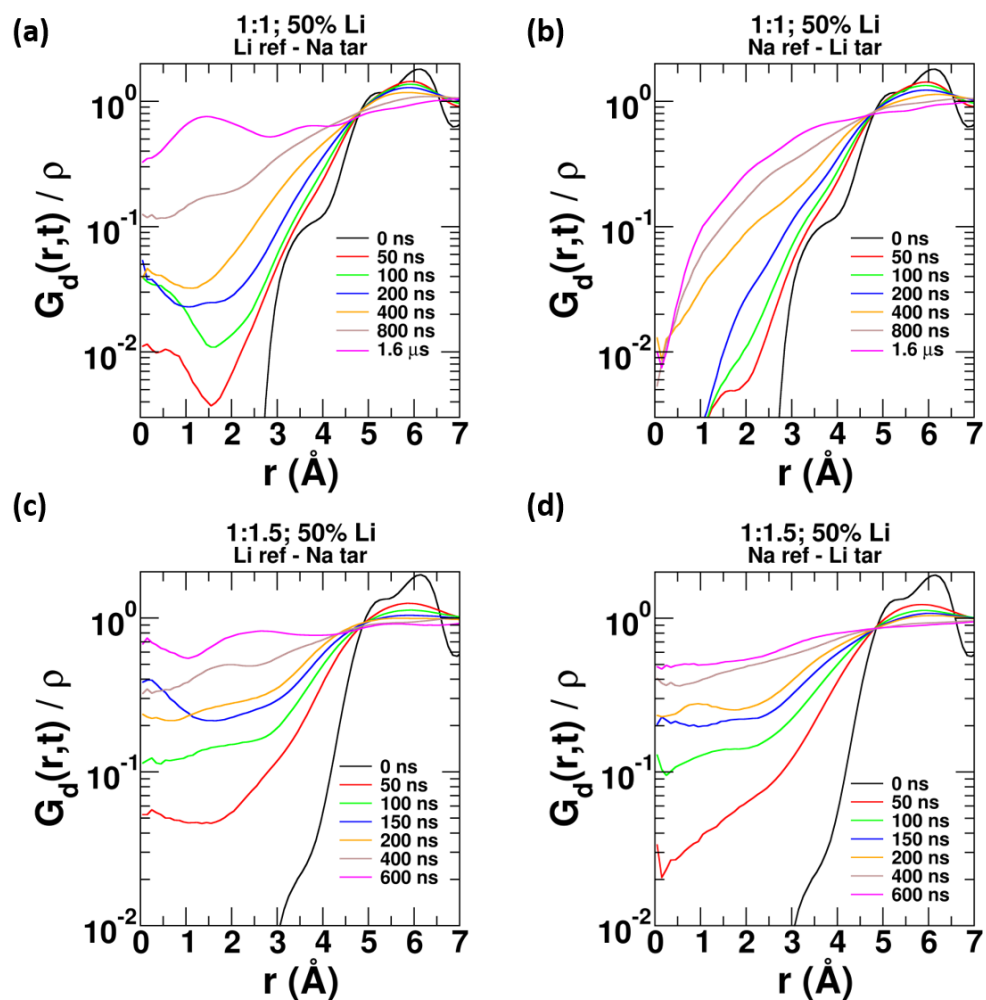 (a)
1:1; 50% Li
Li ref - Na tar
G_d(r,t) / ρ
10^0
10^-1
10^-2
0 ns
50 ns
100 ns
200 ns
400 ns
800 ns
1.6 μs
0 1 2 3 4 5 6 7
r (Å)
(b)
1:1; 50% Li
Na ref - Li tar
G_d(r,t) / ρ
10^0
10^-1
10^-2
0 ns
50 ns
100 ns
200 ns
400 ns
800 ns
1.6 μs
0 1 2 3 4 5 6 7
r (Å)
(c)
1:1.5; 50% Li
Li ref - Na tar
G_d(r,t) / ρ
10^0
10^-1
10^-2
0 ns
50 ns
100 ns
150 ns
200 ns
400 ns
600 ns
0 1 2 3 4 5 6 7
r (Å)
(d)
1:1.5; 50% Li
Na ref - Li tar
G_d(r,t) / ρ
10^0
10^-1
10^-2
0 ns
50 ns
100 ns
150 ns
200 ns
400 ns
600 ns
0 1 2 3 4 5 6 7
r (Å)